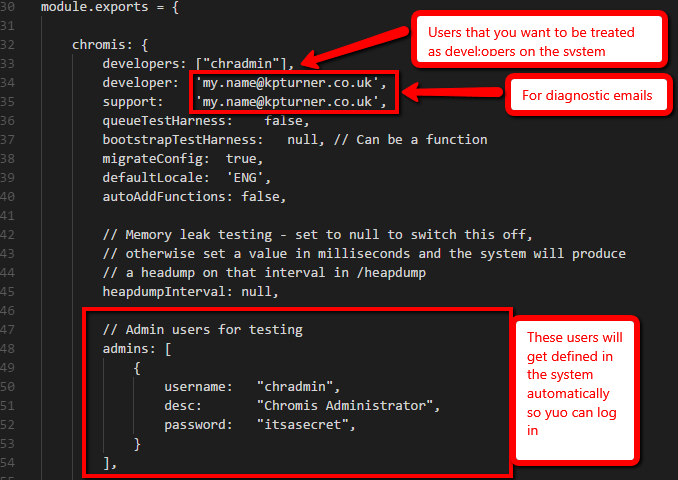 30 module.exports = {
31
32 chromis: {
33 developers: ["chradmin"],
34 developer: 'my.name@kpturner.co.uk',
35 support: 'my.name@kpturner.co.uk',
36 queueTestHarness: false,
37 bootstrapTestHarness: null, // Can be a function
38 migrateConfig: true,
39 defaultLocale: 'ENG',
40 autoAddFunctions: false,
41
42 // Memory leak testing - set to null to switch this off,
43 // otherwise set a value in milliseconds and the system will produce
44 // a headump on that interval in /heapdump
45 heapdumpInterval: null,
46
47 // Admin users for testing
48 admins: [
49 {
50 username: "chradmin",
51 desc: "Chromis Administrator",
52 password: "itsasecret",
53 }
54 ],
Users that you want to be treated
as devel:opers on the system
For diagnostic emails
These users will
get defined in
the system
automatically
so yuo can log
in